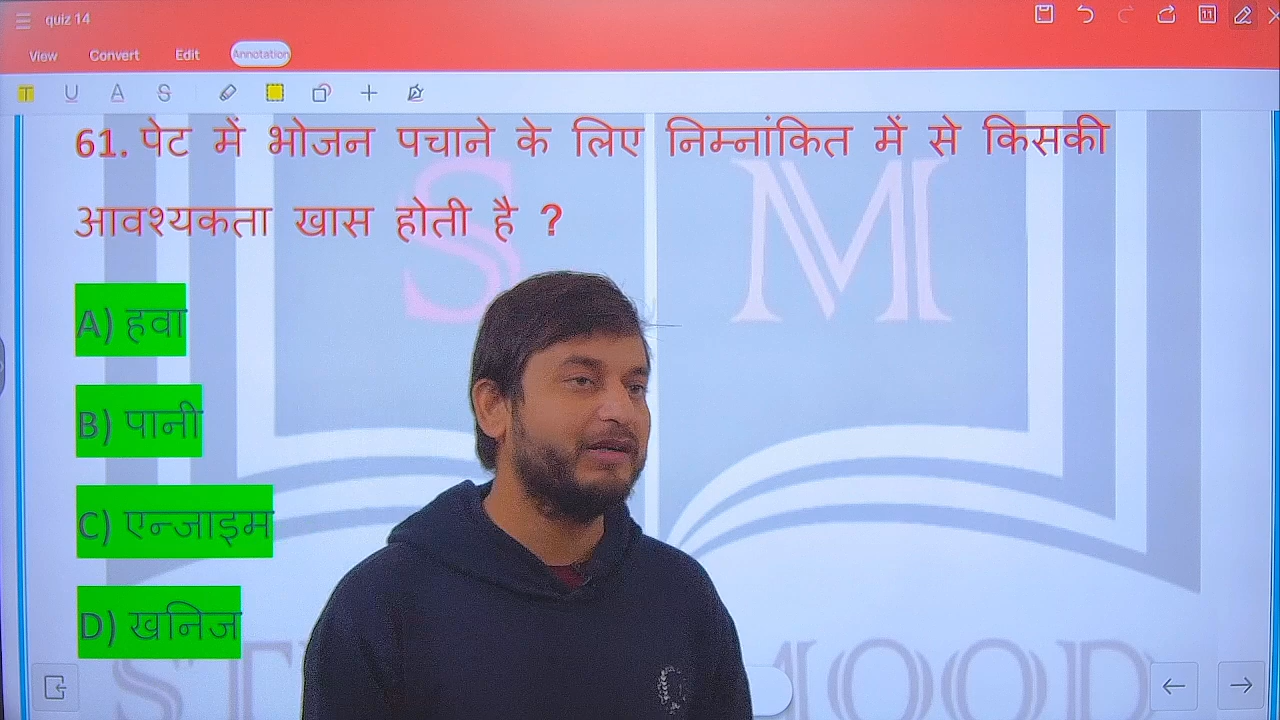 quiz 14
View Convert Edit Annotation
T U A S
61. पेट में भोजन पचाने के लिए निम्नांकित में से किसकी
आवश्यकता खास होती है ?
S M
A) हवा
B) पानी
C) एन्जाइम
D) खनिज